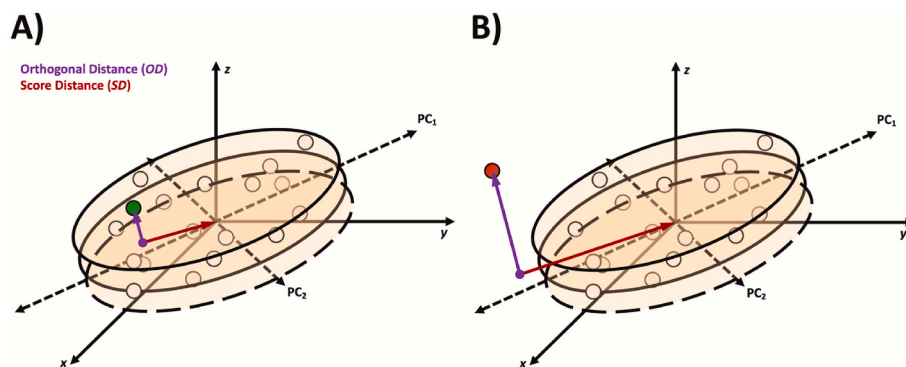 A)
B)
Orthogonal Distance (OD)
Score Distance (SD)
z
PC1
y
PC2
x
z
PC1
y
PC2
x